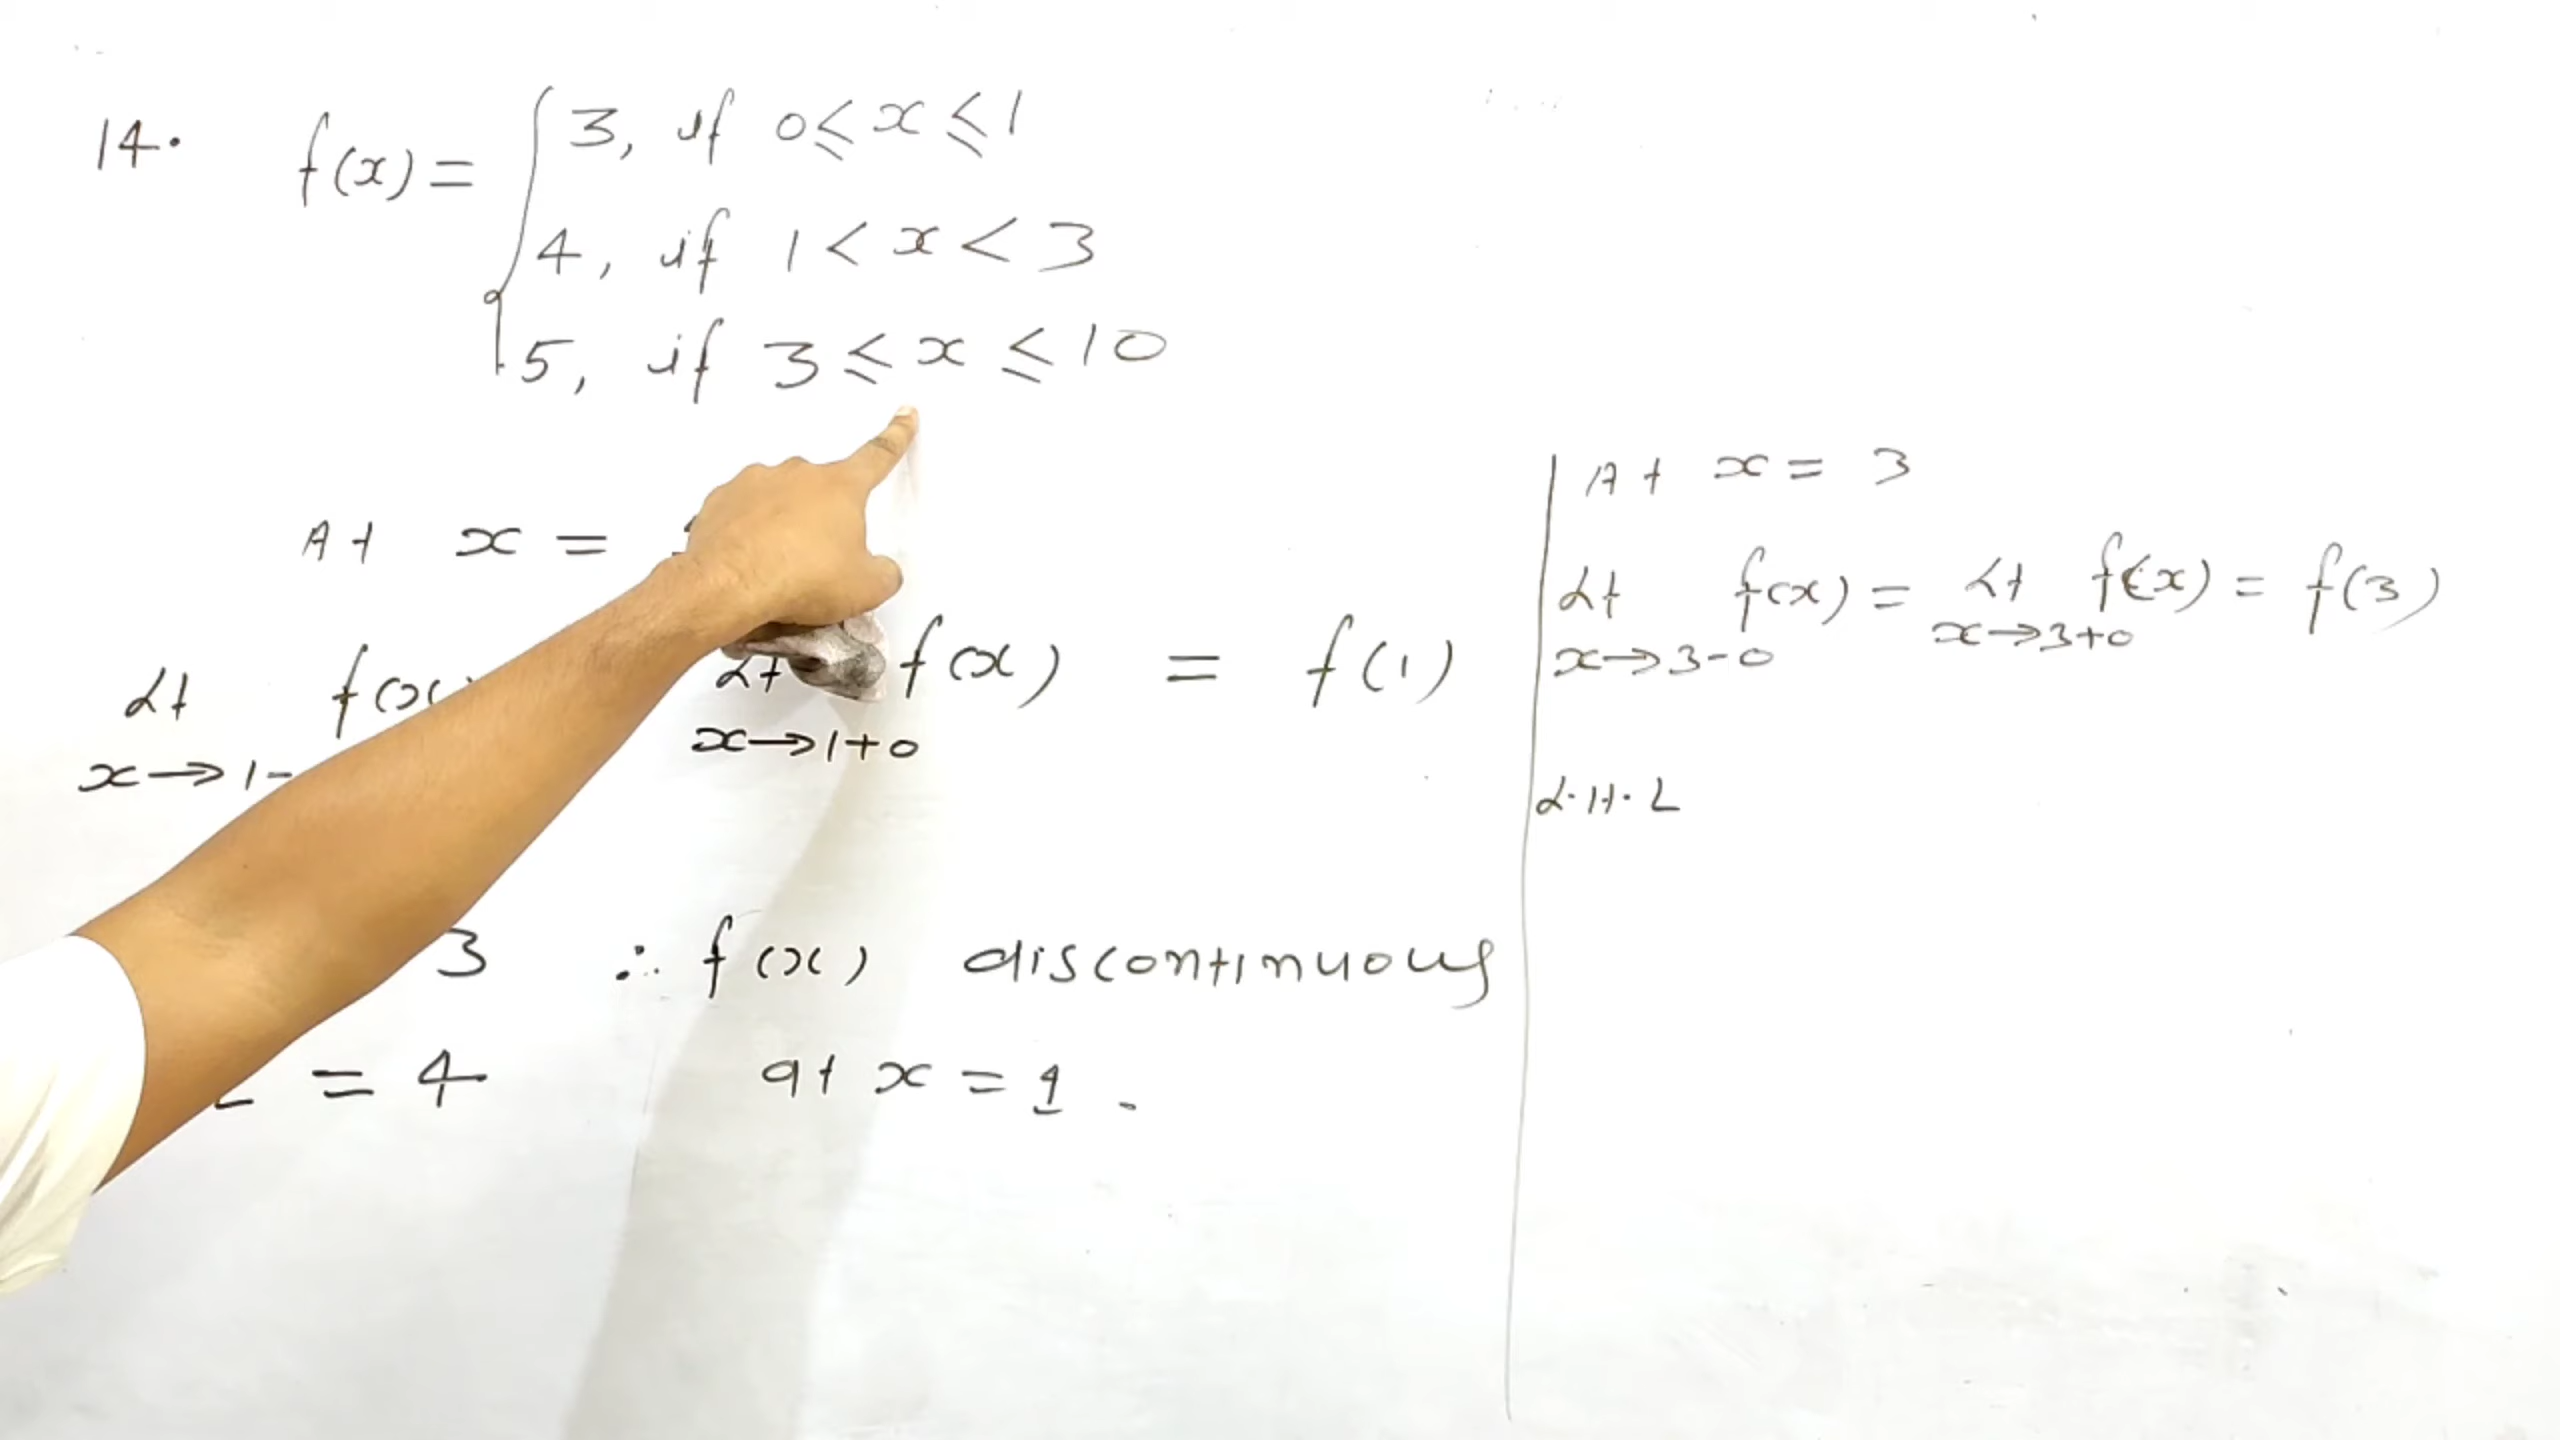 14. f(x) = { 3, if 0 ≤ x ≤ 1
4, if 1 < x < 3
5, if 3 ≤ x ≤ 10
At x =
Lt f(x) Lt f(x) = f(1)
x→1- x→1+0
3 ∴ f(x) discontinuous
= 4 at x = 1.
At x = 3
Lt f(x) = Lt f(x) = f(3)
x→3-0 x→3+0
L.H.L